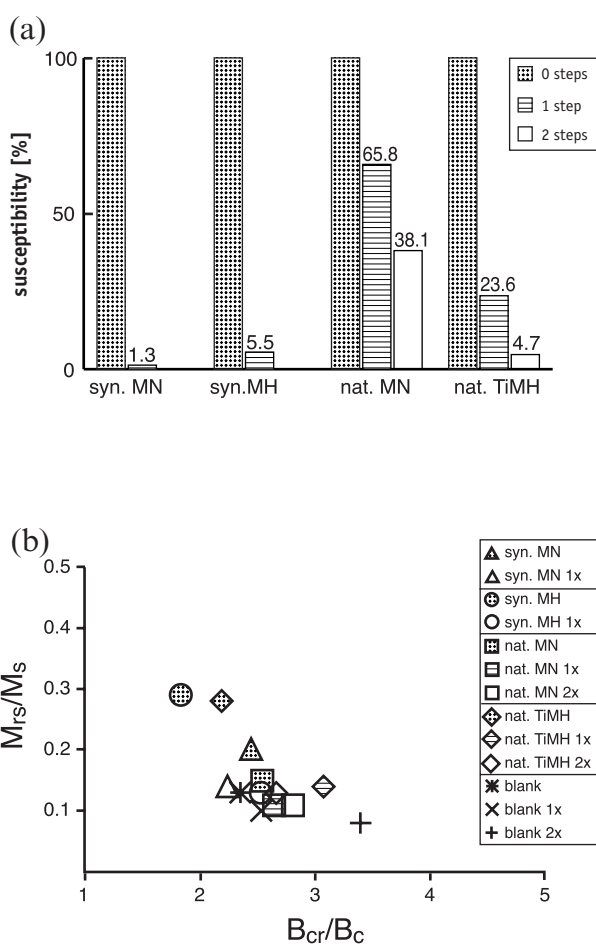 (a)
100
50
0
susceptibility [%]
0 steps
1 step
2 steps
1.3
5.5
65.8
38.1
23.6
4.7
syn. MN
syn.MH
nat. MN
nat. TiMH
(b)
0.5
0.4
0.3
0.2
0.1
Mrs/Ms
syn. MN
syn. MN 1x
syn. MH
syn. MH 1x
nat. MN
nat. MN 1x
nat. MN 2x
nat. TiMH
nat. TiMH 1x
nat. TiMH 2x
blank
blank 1x
blank 2x
1 2 3 4 5
Bcr/Bc